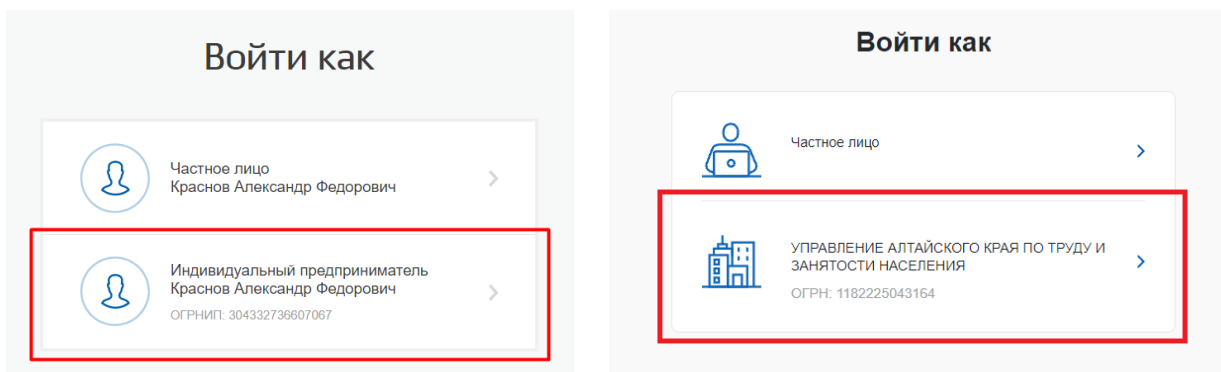 Войти как
Частное лицо
Краснов Александр Федорович
Индивидуальный предприниматель
Краснов Александр Федорович
ОГРНИП: 304332736607067
Войти как
Частное лицо
УПРАВЛЕНИЕ АЛТАЙСКОГО КРАЯ ПО ТРУДУ И
ЗАНЯТОСТИ НАСЕЛЕНИЯ
ОГРН: 1182225043164